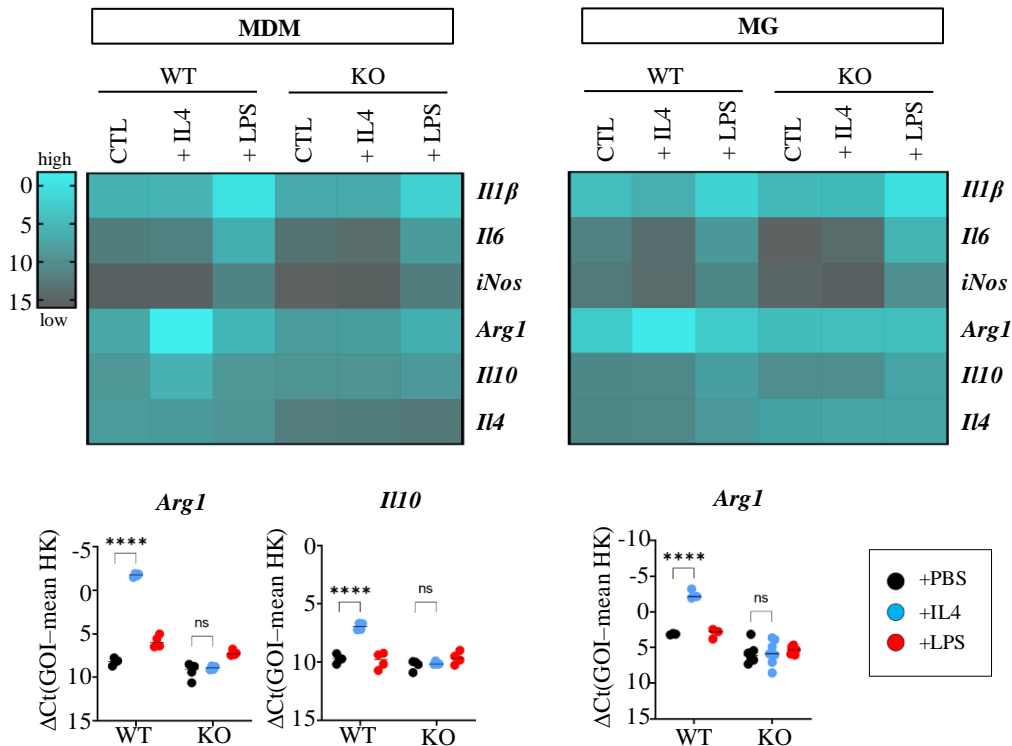 MDM
MG
WT KO
WT KO
CTL + IL4 + LPS CTL + IL4 + LPS
CTL + IL4 + LPS CTL + IL4 + LPS
high
0
5
10
15
low
Il1β
Il6
iNos
Arg1
Il10
Il4
Il1β
Il6
iNos
Arg1
Il10
Il4
Arg1
ΔCt(GOI–mean HK)
-5
0
5
10
15
****
ns
WT KO
Il10
ΔCt(GOI–mean HK)
0
5
10
15
****
ns
WT KO
Arg1
ΔCt(GOI–mean HK)
-10
-5
0
5
10
15
****
ns
WT KO
+PBS
+IL4
+LPS